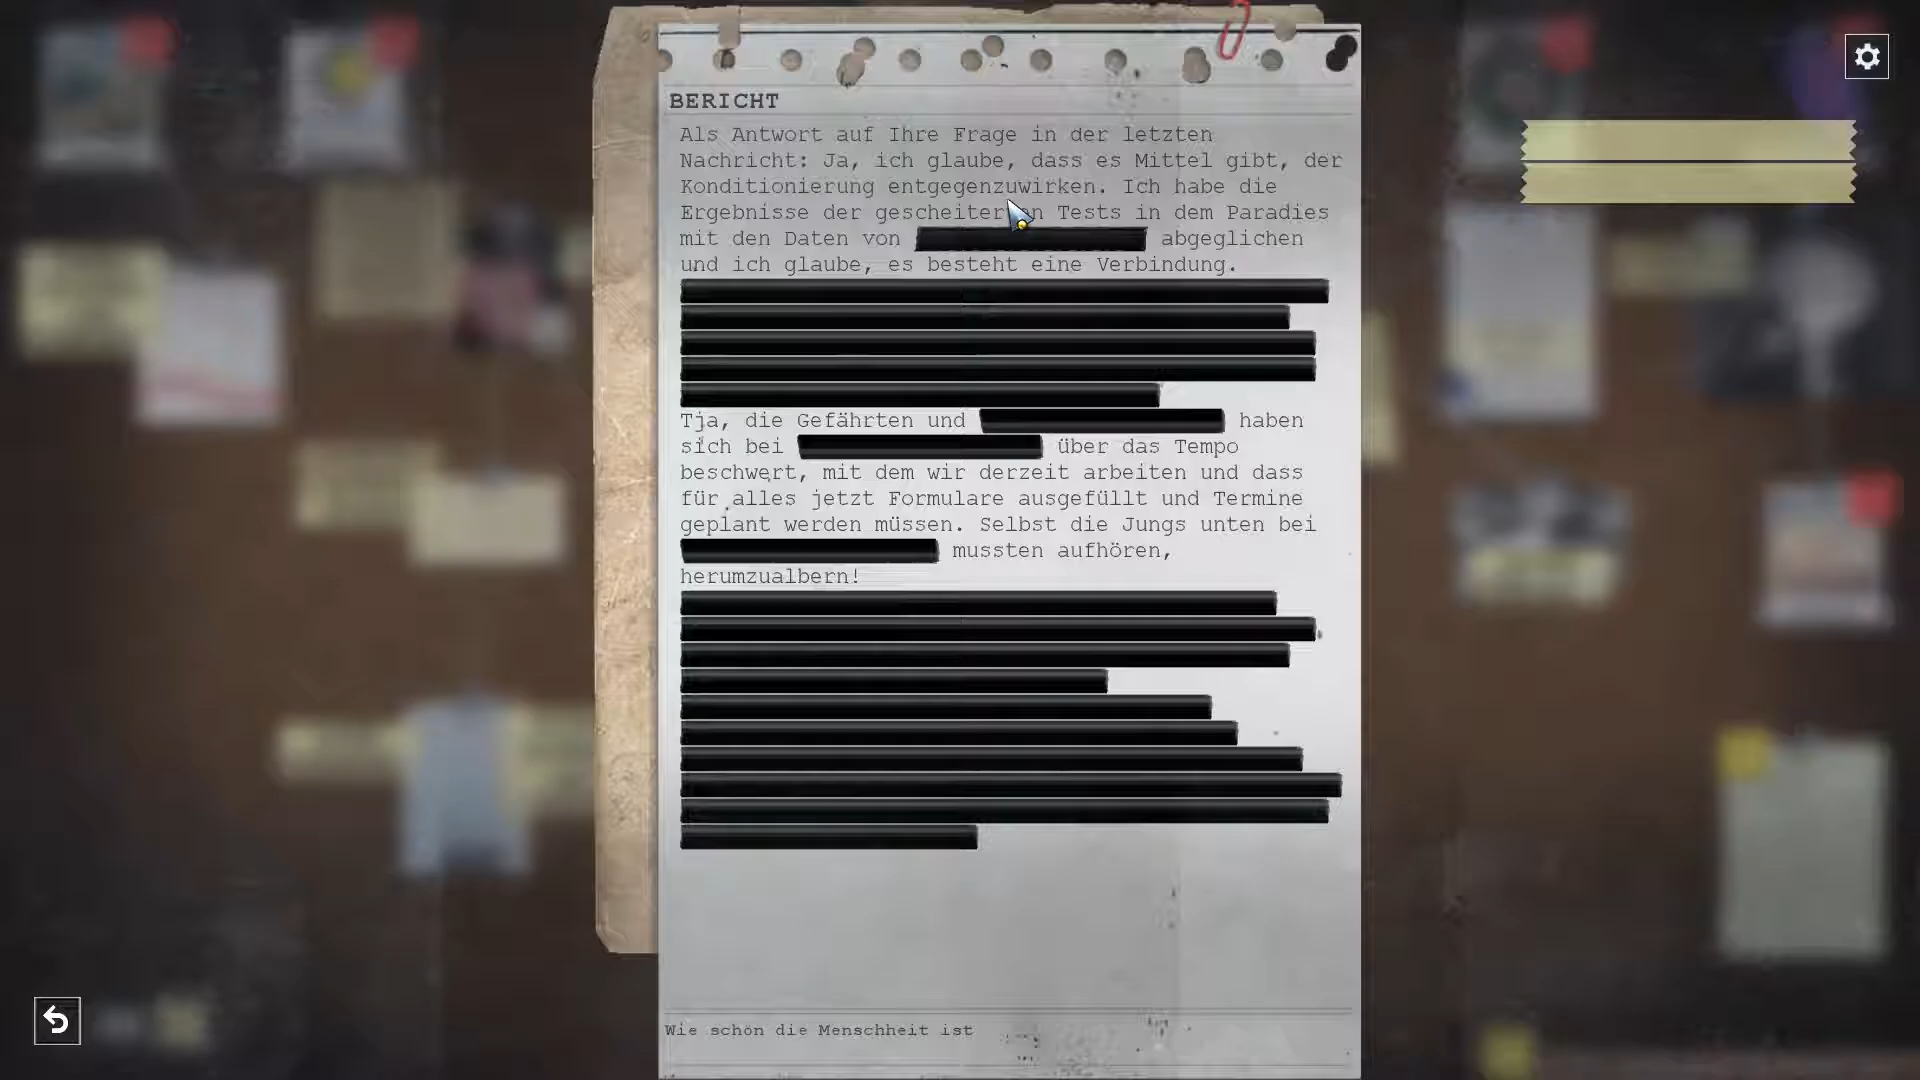 BERICHT
Als Antwort auf Ihre Frage in der letzten
Nachricht: Ja, ich glaube, dass es Mittel gibt, der
Konditionierung entgegenzuwirken. Ich habe die
Ergebnisse der gescheiterten Tests in dem Paradies
mit den Daten von abgeglichen
und ich glaube, es besteht eine Verbindung.
Tja, die Gefährten und haben
sich bei über das Tempo
beschwert, mit dem wir derzeit arbeiten und dass
für alles jetzt Formulare ausgefüllt und Termine
geplant werden müssen. Selbst die Jungs unten bei
mussten aufhören,
herumzualbern!
Wie schön die Menschheit ist